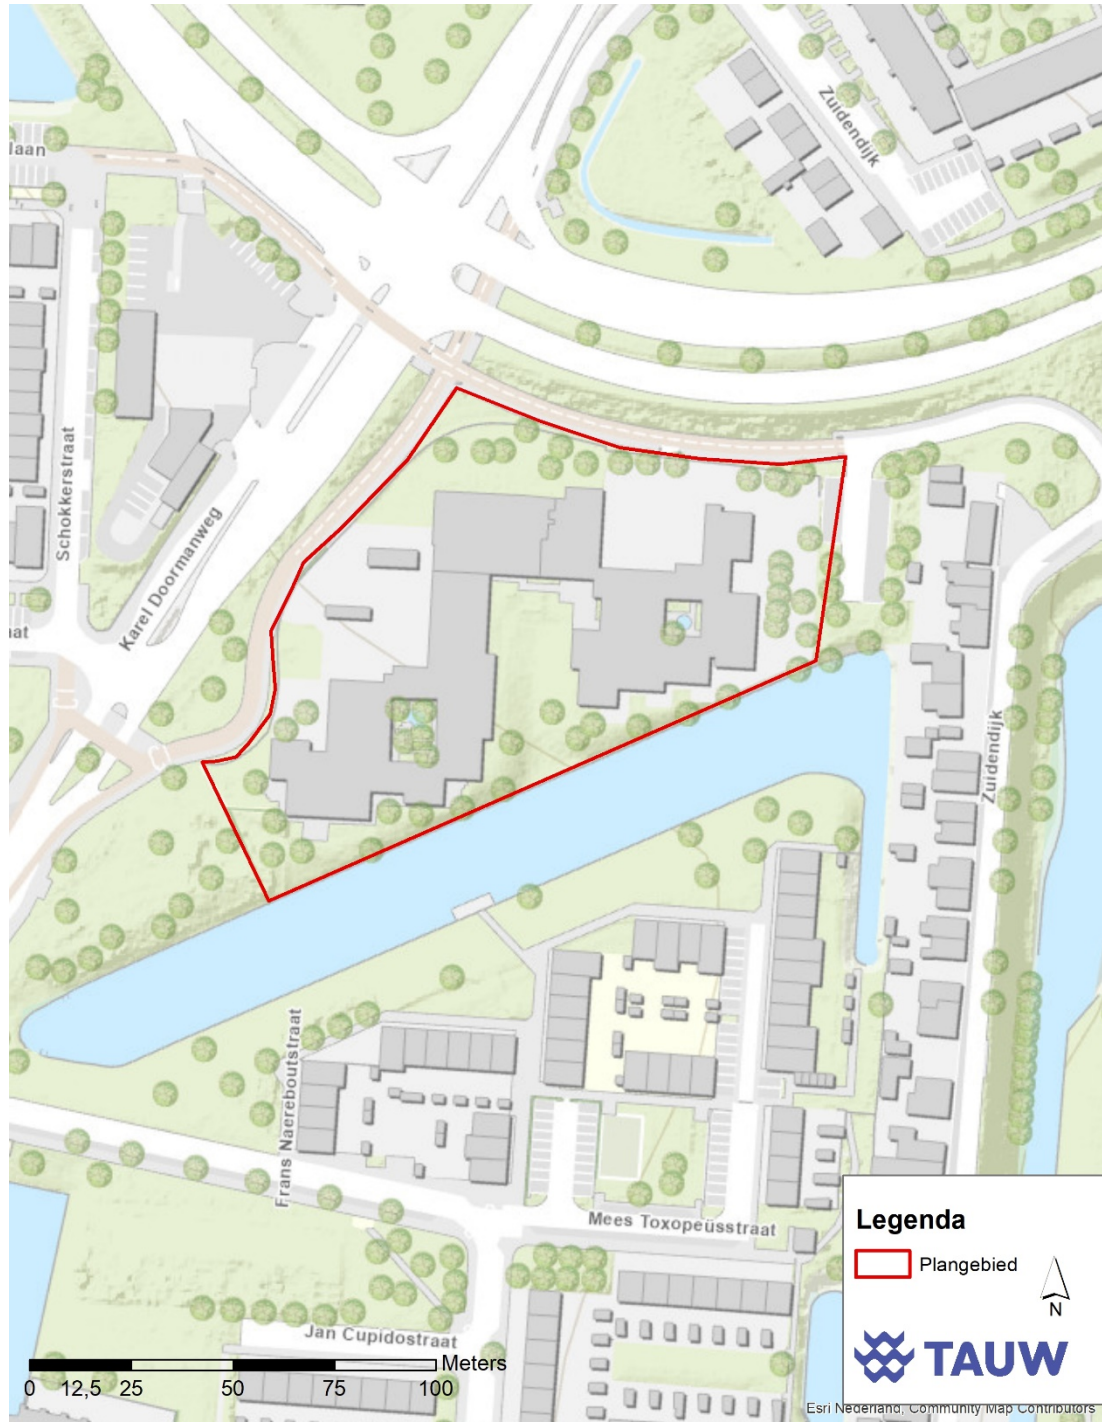 laan
Zuidendijk
Schokkerstraat
Karel Doormanweg
aat
Zuidendijk
Frans Naereboutstraat
Mees Toxopeüsstraat
Jan Cupidostraat
Legenda
Plangebied
N
TAUW
Meters
0 12,5 25 50 75 100
Esri Nederland, Community Map Contributors